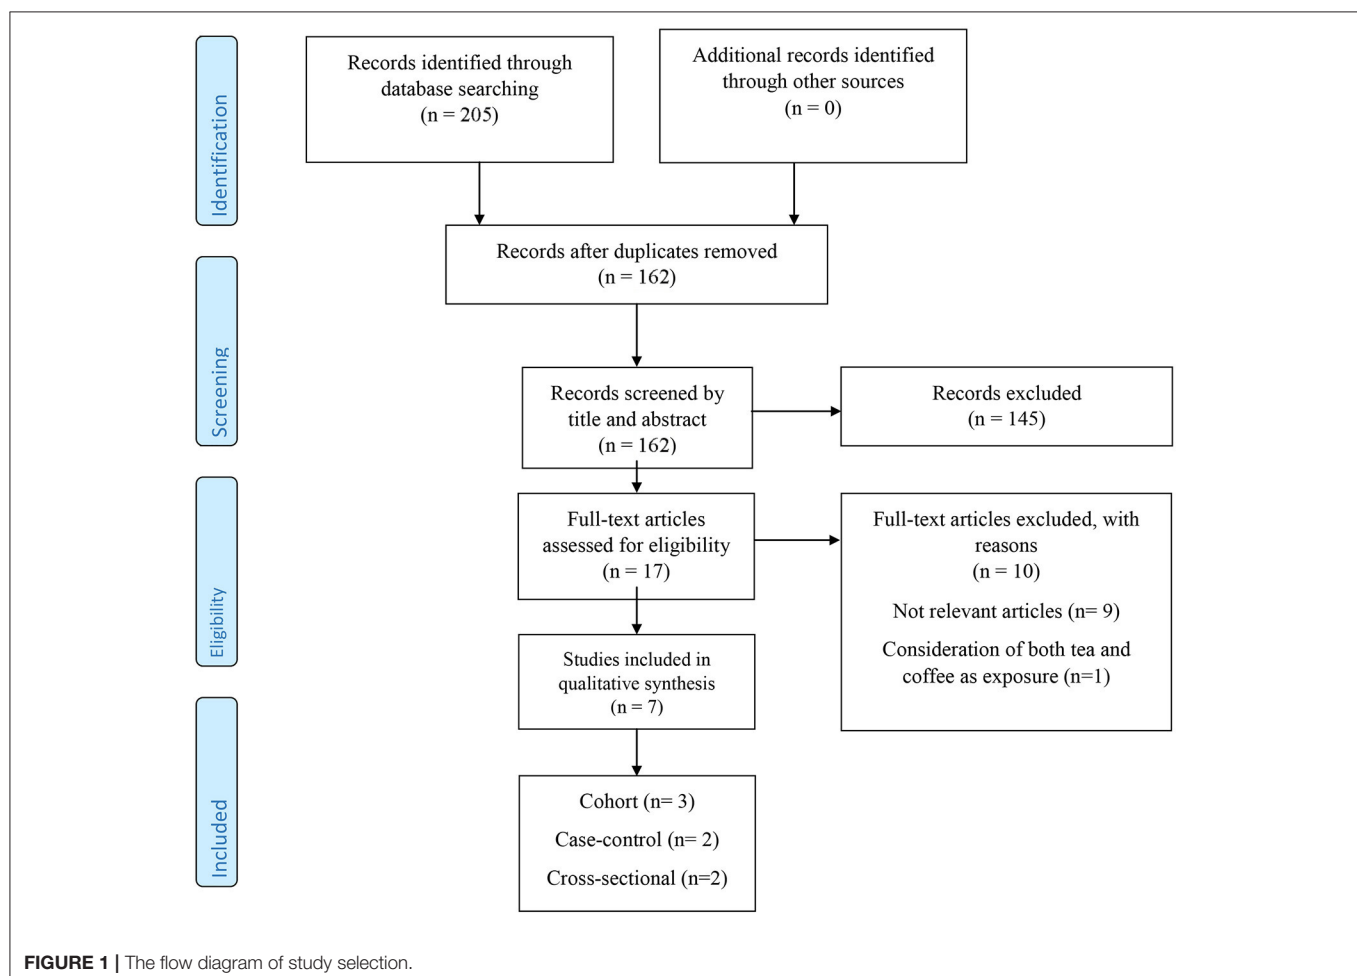 Identification
Records identified through
database searching
(n = 205)
Additional records identified
through other sources
(n = 0)
Records after duplicates removed
(n = 162)
Screening
Records screened by
title and abstract
(n = 162)
Records excluded
(n = 145)
Eligibility
Full-text articles
assessed for eligibility
(n = 17)
Full-text articles excluded, with
reasons
(n = 10)
Not relevant articles (n= 9)
Consideration of both tea and
coffee as exposure (n=1)
Studies included in
qualitative synthesis
(n = 7)
Included
Cohort (n= 3)
Case-control (n= 2)
Cross-sectional (n=2)
FIGURE 1 | The flow diagram of study selection.